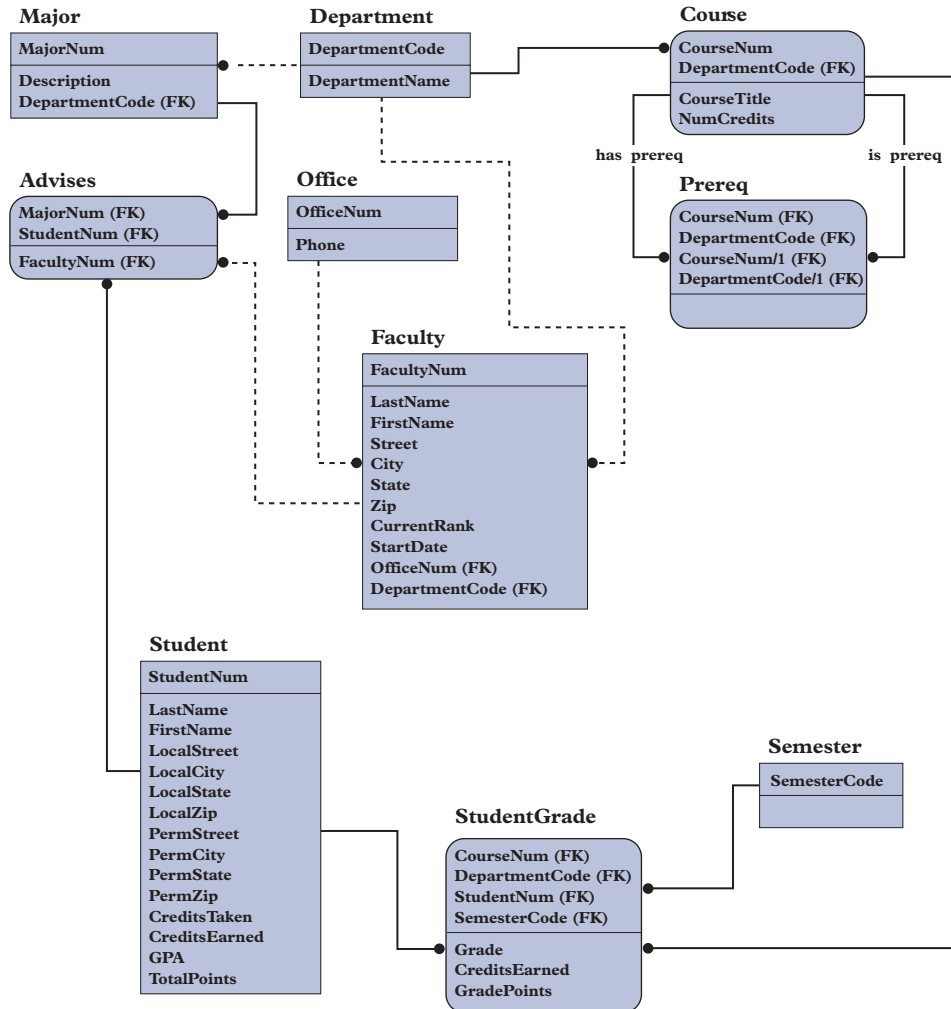 Major
MajorNum
Description
DepartmentCode (FK)
Department
DepartmentCode
DepartmentName
Course
CourseNum
DepartmentCode (FK)
CourseTitle
NumCredits
has prereq
is prereq
Advises
MajorNum (FK)
StudentNum (FK)
FacultyNum (FK)
Office
OfficeNum
Phone
Prereq
CourseNum (FK)
DepartmentCode (FK)
CourseNum/1 (FK)
DepartmentCode/1 (FK)
Faculty
FacultyNum
LastName
FirstName
Street
City
State
Zip
CurrentRank
StartDate
OfficeNum (FK)
DepartmentCode (FK)
Student
StudentNum
LastName
FirstName
LocalStreet
LocalCity
LocalState
LocalZip
PermStreet
PermCity
PermState
PermZip
CreditsTaken
CreditsEarned
GPA
TotalPoints
Semester
SemesterCode
StudentGrade
CourseNum (FK)
DepartmentCode (FK)
StudentNum (FK)
SemesterCode (FK)
Grade
CreditsEarned
GradePoints